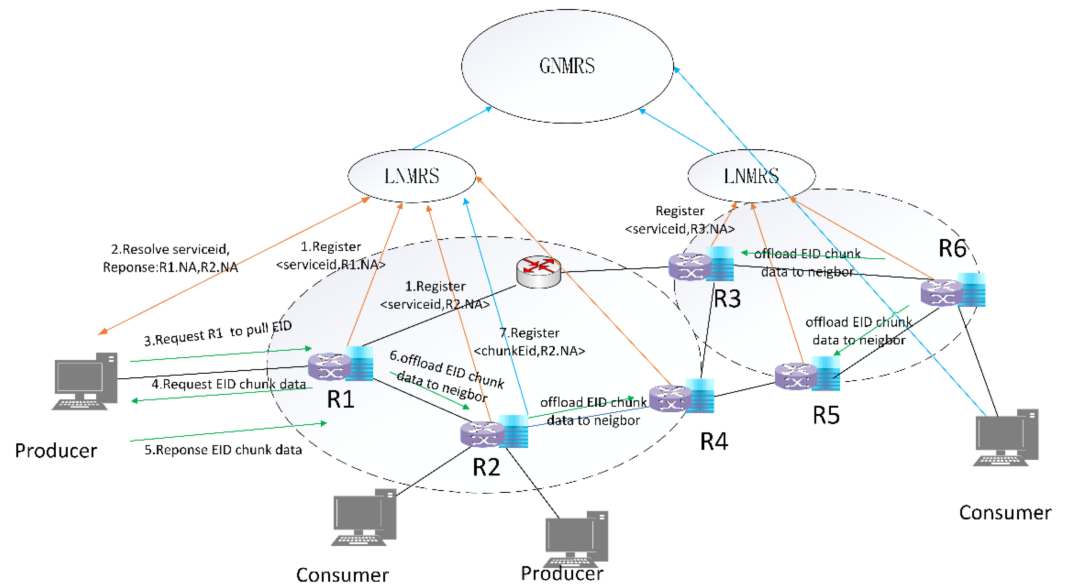 GNMRS
LNMRS
LNMRS
Register
<serviceid,R3.NA>
2.Resolve serviceid,
Reponse:R1.NA,R2.NA
1.Register
<serviceid,R1.NA>
R6
offload EID chunk
data to neigbor
1.Register
<serviceid,R2.NA>
R3
3.Request R1 to pull EID
7.Register
<chunkEid,R2.NA>
offload EID chunk
data to neigbor
6.offload EID chunk
data to neigbor
4.Request EID chunk data
R1
offload EID chunk
data to neigbor
R5
R4
Producer
5.Reponse EID chunk data
R2
Consumer
Consumer
Producer